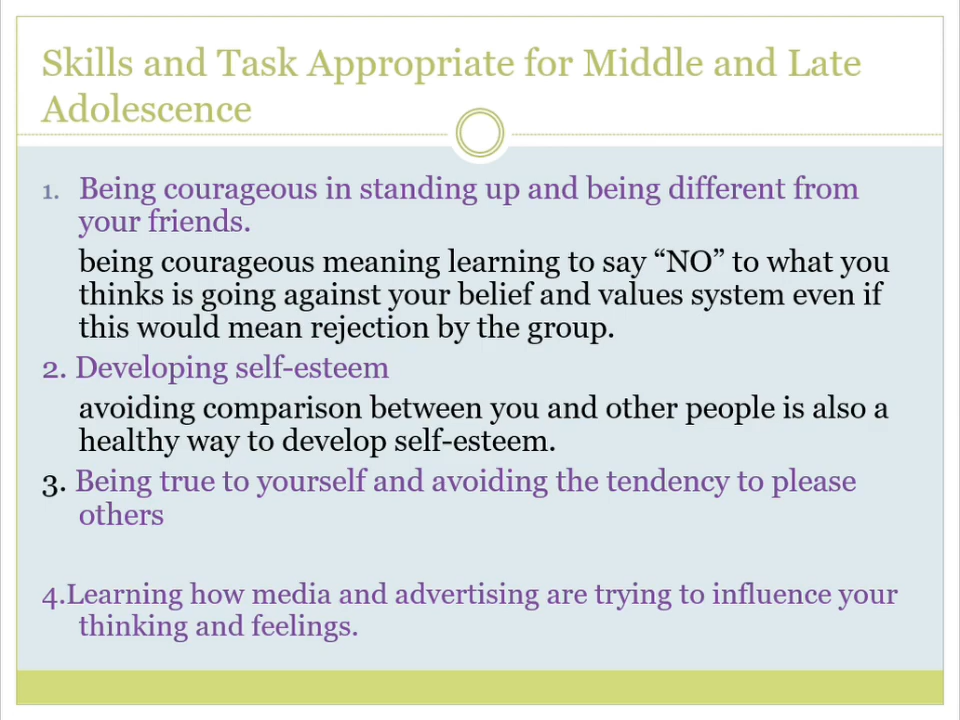 Skills and Task Appropriate for Middle and Late
Adolescence
1. Being courageous in standing up and being different from
your friends.
being courageous meaning learning to say “NO” to what you
thinks is going against your belief and values system even if
this would mean rejection by the group.
2. Developing self-esteem
avoiding comparison between you and other people is also a
healthy way to develop self-esteem.
3. Being true to yourself and avoiding the tendency to please
others
4.Learning how media and advertising are trying to influence your
thinking and feelings.